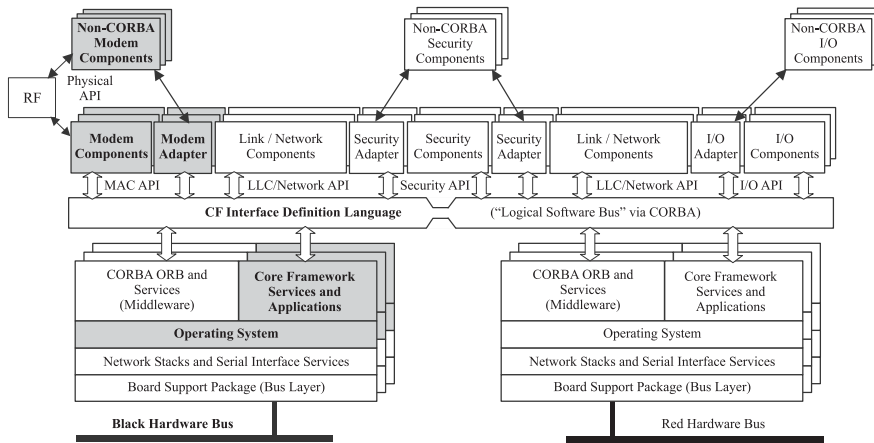 Non-CORBA
Modem
Components
Non-CORBA
Security
Components
Non-CORBA
I/O
Components
RF
Physical
API
Modem
Components
Modem
Adapter
Link / Network
Components
Security
Adapter
Security
Components
Security
Adapter
Link / Network
Components
I/O
Adapter
I/O
Components
MAC API
LLC/Network API
Security API
LLC/Network API
I/O API
CF Interface Definition Language
(“Logical Software Bus” via CORBA)
CORBA ORB and
Services
(Middleware)
Core Framework
Services and
Applications
Operating System
Network Stacks and Serial Interface Services
Board Support Package (Bus Layer)
Black Hardware Bus
CORBA ORB and
Services
(Middleware)
Core Framework
Services and
Applications
Operating System
Network Stacks and Serial Interface Services
Board Support Package (Bus Layer)
Red Hardware Bus